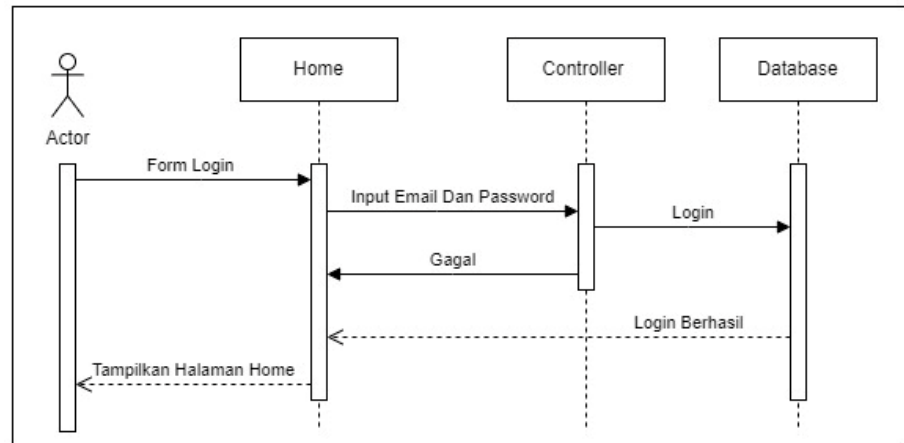 Home
Controller
Database
Actor
Form Login
Input Email Dan Password
Login
Gagal
Login Berhasil
Tampilkan Halaman Home